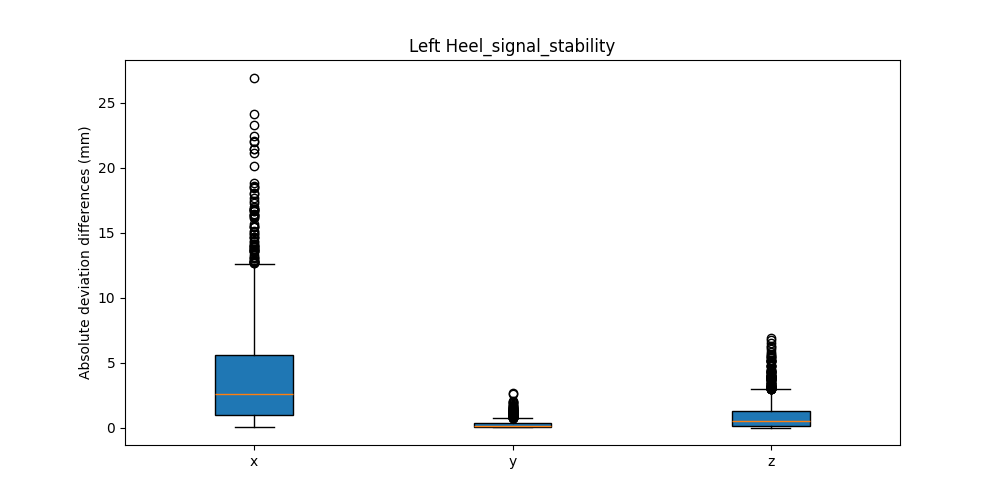 Left Heel_signal_stability
Absolute deviation differences (mm)
25
20
15
10
5
0
x y z